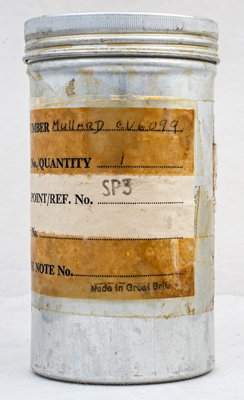 NUMBER Mullard CV6099
No. QUANTITY 1
POINT/REF. No. SP3
No.
E NOTE No.
Made in Great Brit